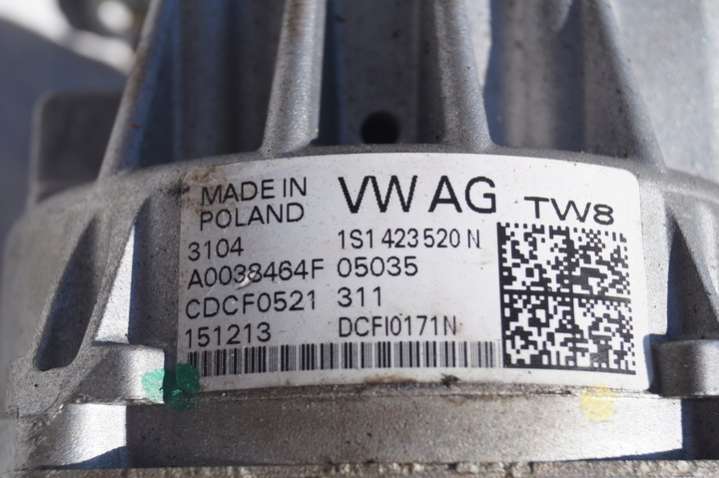 MADE IN POLAND
VW AG
TW8
3104
1S1 423 520 N
A0038464F 05035
CDCF0521 311
151213 DCFI0171N